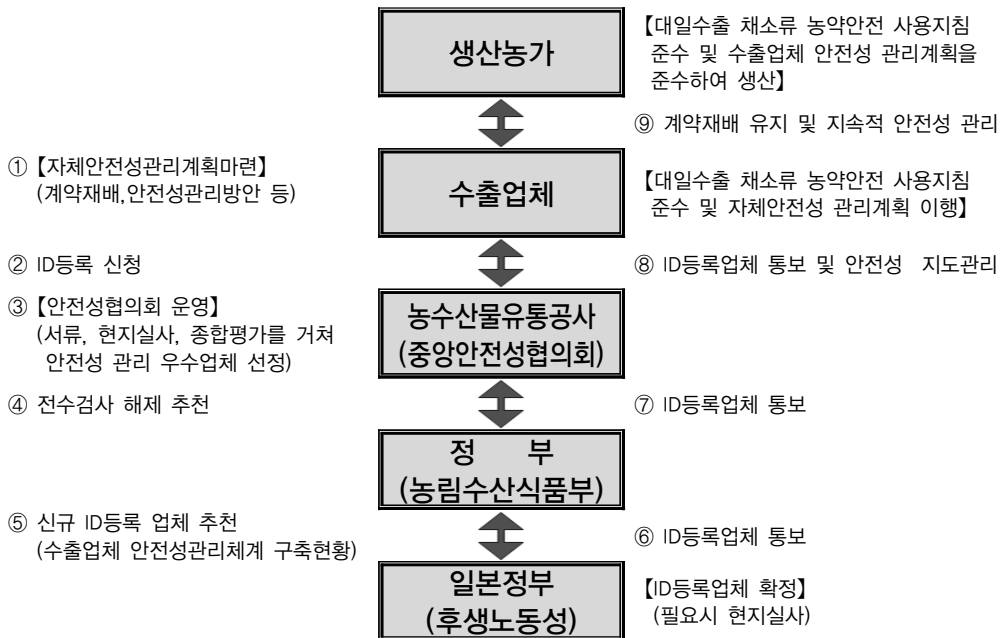 생산농가
【대일수출 채소류 농약안전 사용지침
준수 및 수출업체 안전성 관리계획을
준수하여 생산】
⑨ 계약재배 유지 및 지속적 안전성 관리
① 【자체안전성관리계획마련】
(계약재배,안전성관리방안 등)
수출업체
【대일수출 채소류 농약안전 사용지침
준수 및 자체안전성 관리계획 이행】
② ID등록 신청
⑧ ID등록업체 통보 및 안전성 지도관리
③ 【안전성협의회 운영】
(서류, 현지실사, 종합평가를 거쳐
안전성 관리 우수업체 선정)
농수산물유통공사
(중앙안전성협의회)
④ 전수검사 해제 추천
⑦ ID등록업체 통보
정 부
(농림수산식품부)
⑤ 신규 ID등록 업체 추천
(수출업체 안전성관리체계 구축현황)
⑥ ID등록업체 통보
일본정부
(후생노동성)
【ID등록업체 확정】
(필요시 현지실사)